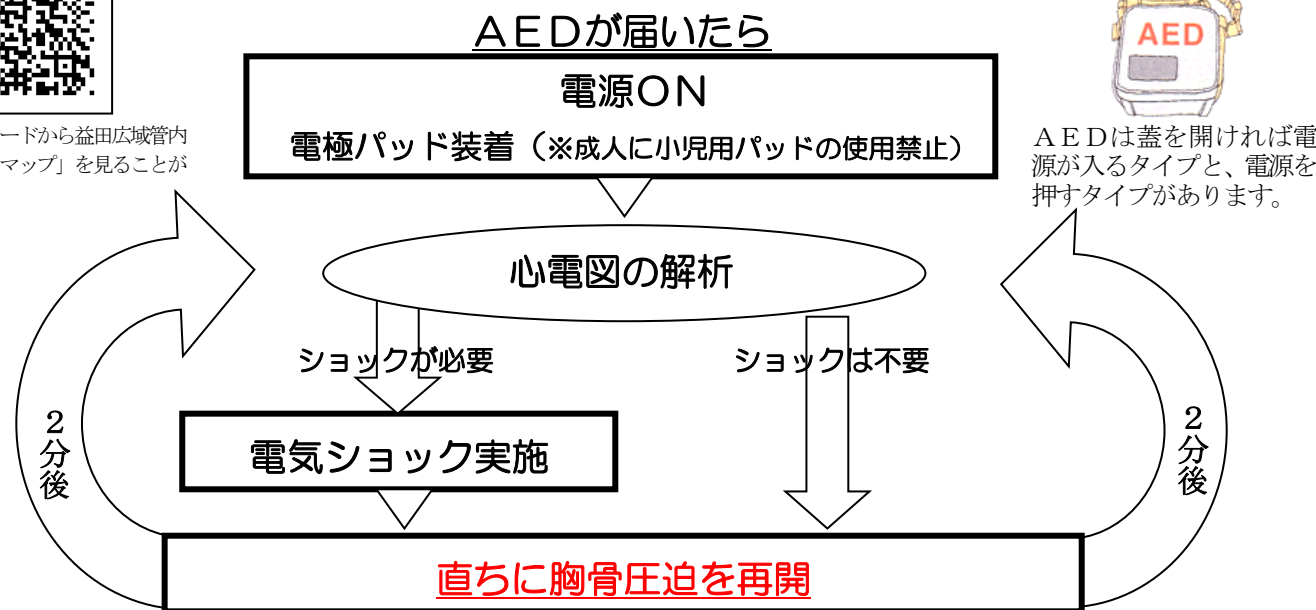 AEDが届いたら
AED
電源ON
電極パッド装着（※成人に小児用パッドの使用禁止）
ードから益田広域管内
マップ」を見ることが
AEDは蓋を開ければ電
源が入るタイプと、電源を
押すタイプがあります。
心電図の解析
ショックが必要
ショックは不要
2分後
電気ショック実施
2分後
直ちに胸骨圧迫を再開